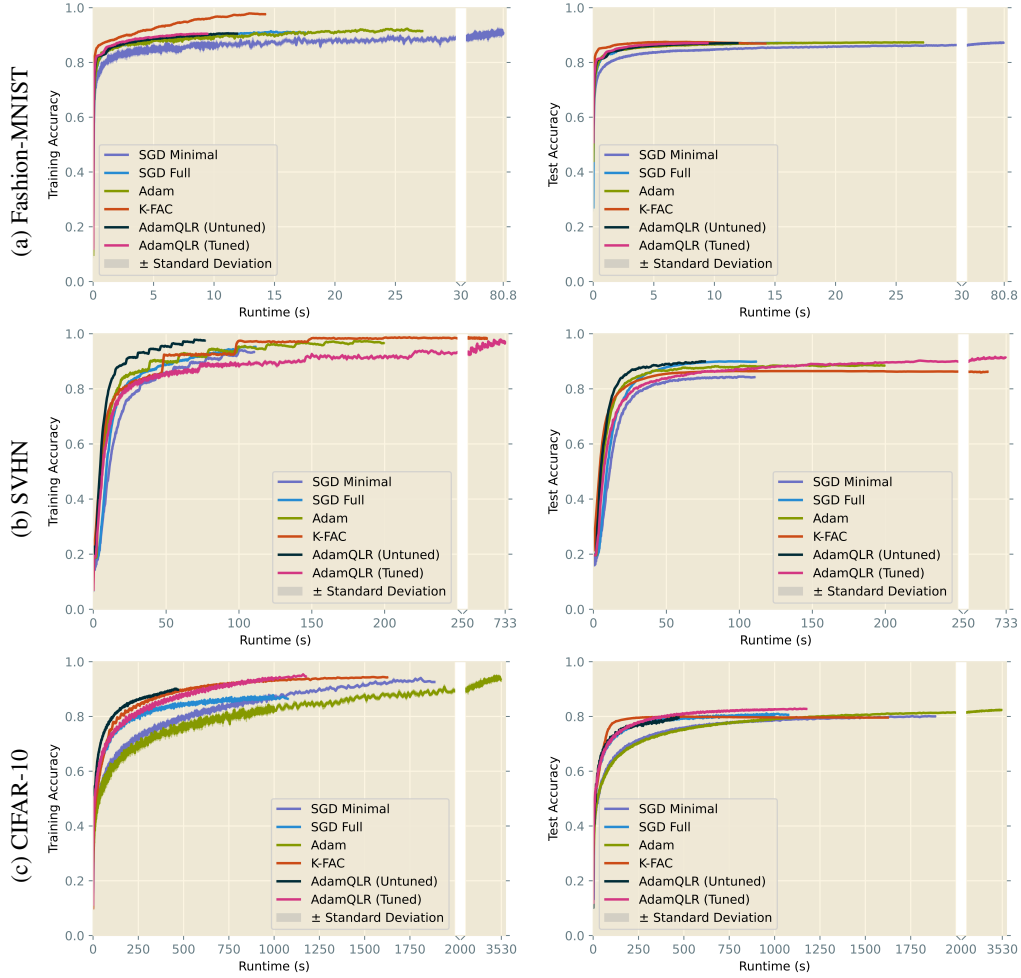 (a) Fashion-MNIST
1.0
0.8
0.6
0.4
0.2
0.0
Training Accuracy
SGD Minimal
SGD Full
Adam
K-FAC
AdamQLR (Untuned)
AdamQLR (Tuned)
± Standard Deviation
0 5 10 15 20 25 30 80.8
Runtime (s)
1.0
0.8
0.6
0.4
0.2
0.0
Test Accuracy
SGD Minimal
SGD Full
Adam
K-FAC
AdamQLR (Untuned)
AdamQLR (Tuned)
± Standard Deviation
0 5 10 15 20 25 30 80.8
Runtime (s)
(b) SVHN
1.0
0.8
0.6
0.4
0.2
0.0
Training Accuracy
SGD Minimal
SGD Full
Adam
K-FAC
AdamQLR (Untuned)
AdamQLR (Tuned)
± Standard Deviation
0 50 100 150 200 250 733
Runtime (s)
1.0
0.8
0.6
0.4
0.2
0.0
Test Accuracy
SGD Minimal
SGD Full
Adam
K-FAC
AdamQLR (Untuned)
AdamQLR (Tuned)
± Standard Deviation
0 50 100 150 200 250 733
Runtime (s)
(c) CIFAR-10
1.0
0.8
0.6
0.4
0.2
0.0
Training Accuracy
SGD Minimal
SGD Full
Adam
K-FAC
AdamQLR (Untuned)
AdamQLR (Tuned)
± Standard Deviation
0 250 500 750 1000 1250 1500 1750 2000 3530
Runtime (s)
1.0
0.8
0.6
0.4
0.2
0.0
Test Accuracy
SGD Minimal
SGD Full
Adam
K-FAC
AdamQLR (Untuned)
AdamQLR (Tuned)
± Standard Deviation
0 250 500 750 1000 1250 1500 1750 2000 3530
Runtime (s)